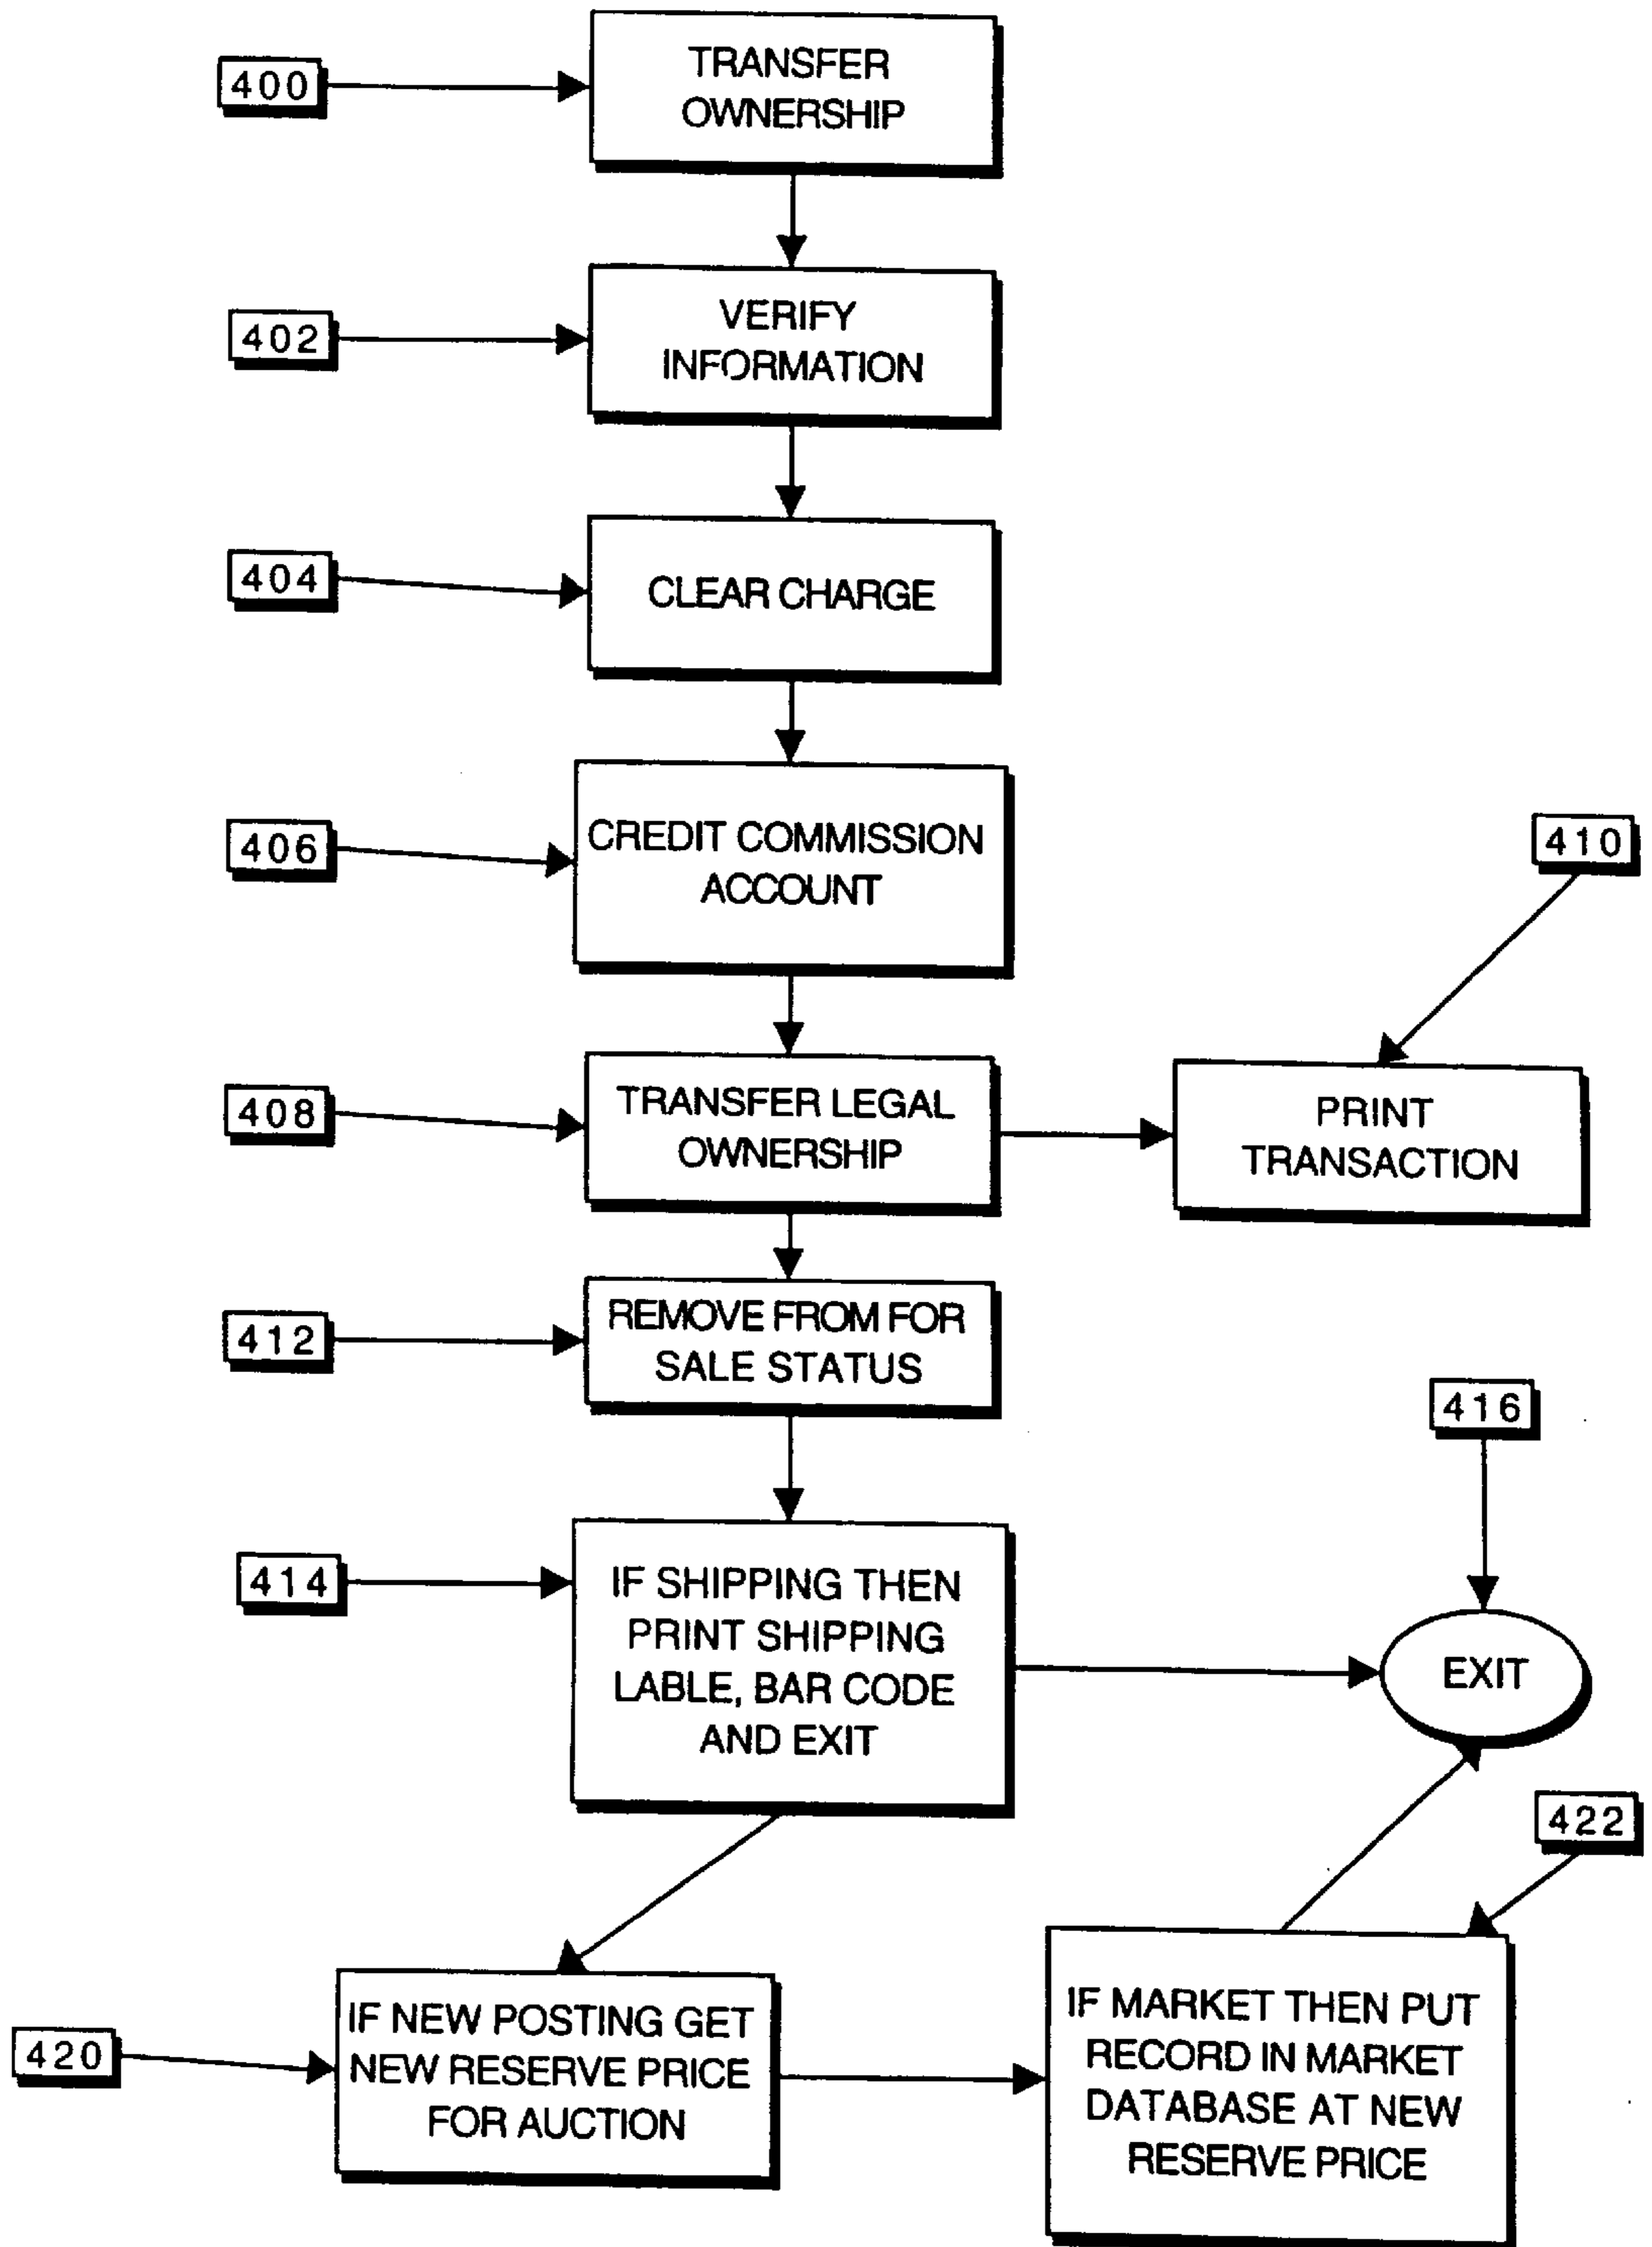 400
TRANSFER
OWNERSHIP
402
VERIFY
INFORMATION
404
CLEAR CHARGE
406
CREDIT COMMISSION
ACCOUNT
410
408
TRANSFER LEGAL
OWNERSHIP
PRINT
TRANSACTION
412
REMOVE FROM FOR
SALE STATUS
416
414
IF SHIPPING THEN
PRINT SHIPPING
LABLE, BAR CODE
AND EXIT
EXIT
422
420
IF NEW POSTING GET
NEW RESERVE PRICE
FOR AUCTION
IF MARKET THEN PUT
RECORD IN MARKET
DATABASE AT NEW
RESERVE PRICE